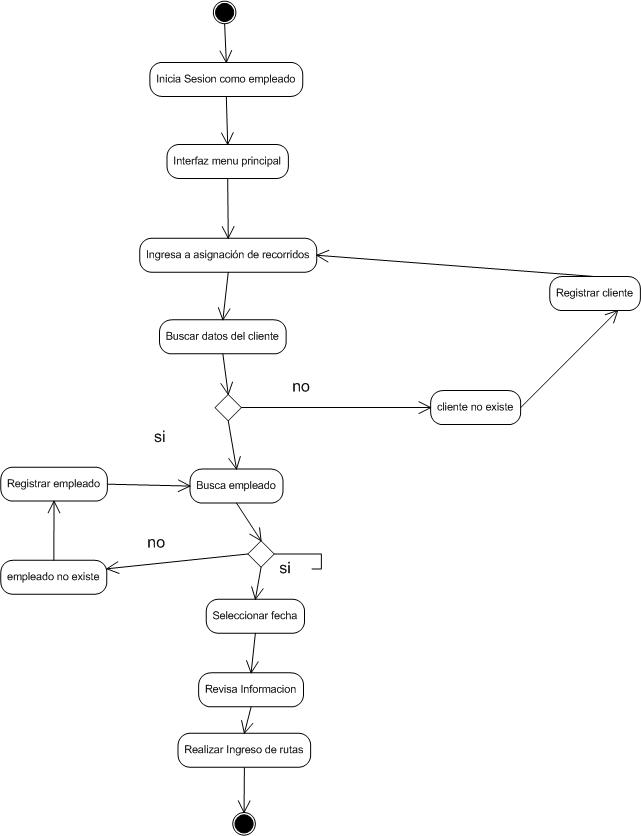 Inicia Sesion como empleado
Interfaz menu principal
Ingresa a asignación de recorridos
Registrar cliente
Buscar datos del cliente
no
cliente no existe
si
Registrar empleado
Busca empleado
no
si
empleado no existe
Seleccionar fecha
Revisa Informacion
Realizar Ingreso de rutas